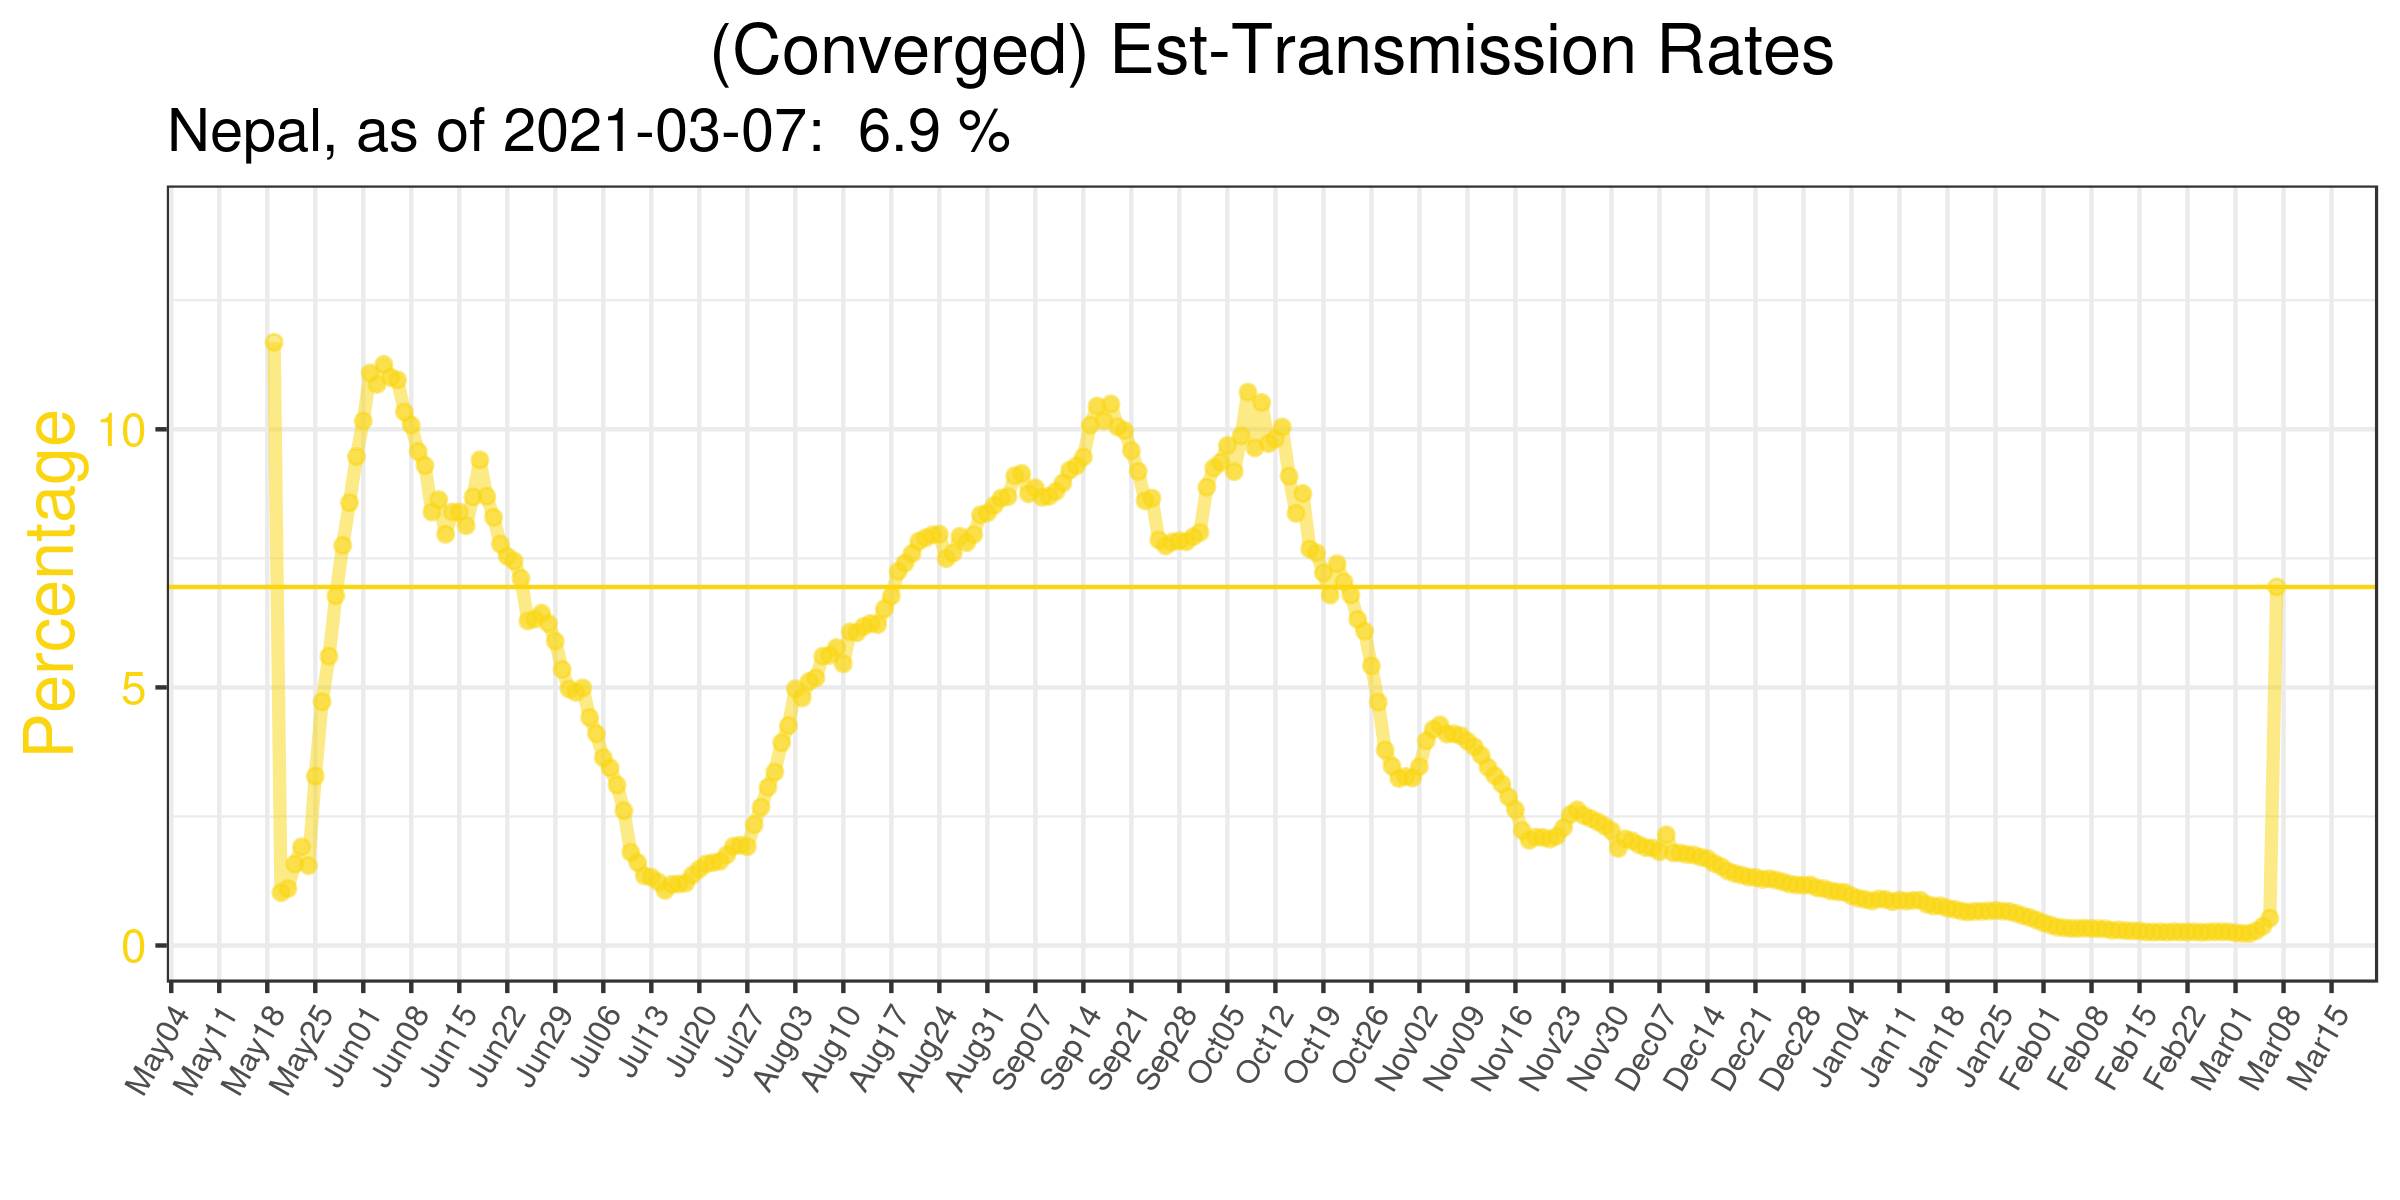 (Converged) Est-Transmission Rates
Nepal, as of 2021-03-07:  6.9 %
Percentage
10
5
0
May04
May11
May18
May25
Jun01
Jun08
Jun15
Jun22
Jun29
Jul06
Jul13
Jul20
Jul27
Aug03
Aug10
Aug17
Aug24
Aug31
Sep07
Sep14
Sep21
Sep28
Oct05
Oct12
Oct19
Oct26
Nov02
Nov09
Nov16
Nov23
Nov30
Dec07
Dec14
Dec21
Dec28
Jan04
Jan11
Jan18
Jan25
Feb01
Feb08
Feb15
Feb22
Mar01
Mar08
Mar15